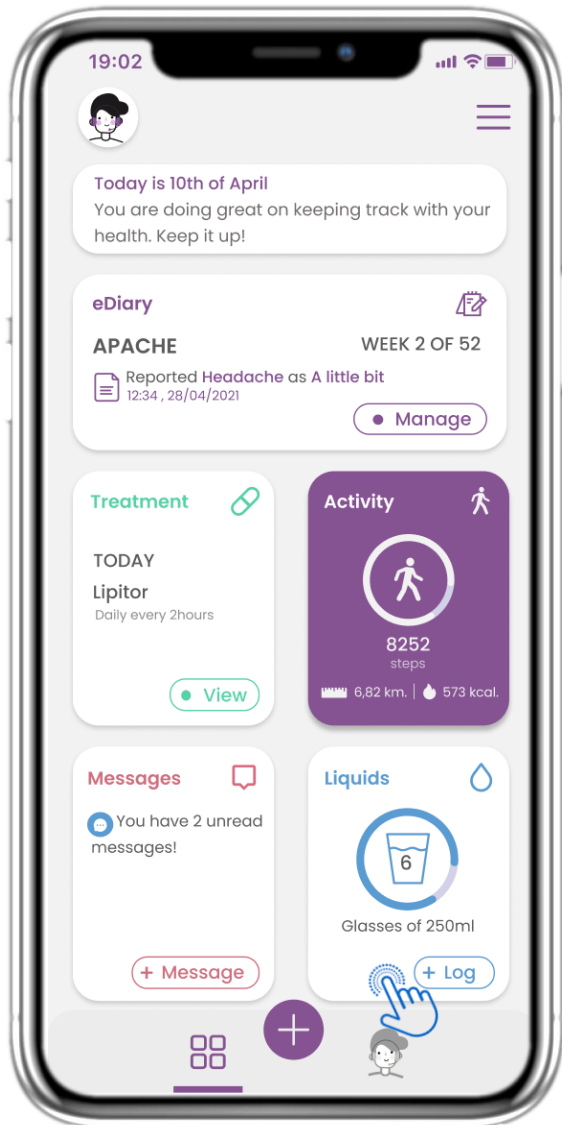 19:02
Today is 10th of April
You are doing great on keeping track with your
health. Keep it up!
eDiary
APACHE
WEEK 2 OF 52
Reported Headache as A little bit
12:34 , 28/04/2021
Manage
Treatment
TODAY
Lipitor
Daily every 2hours
View
Activity
8252
steps
6,82 km.
573 kcal.
Messages
You have 2 unread
messages!
+ Message
Liquids
6
Glasses of 250ml
+ Log